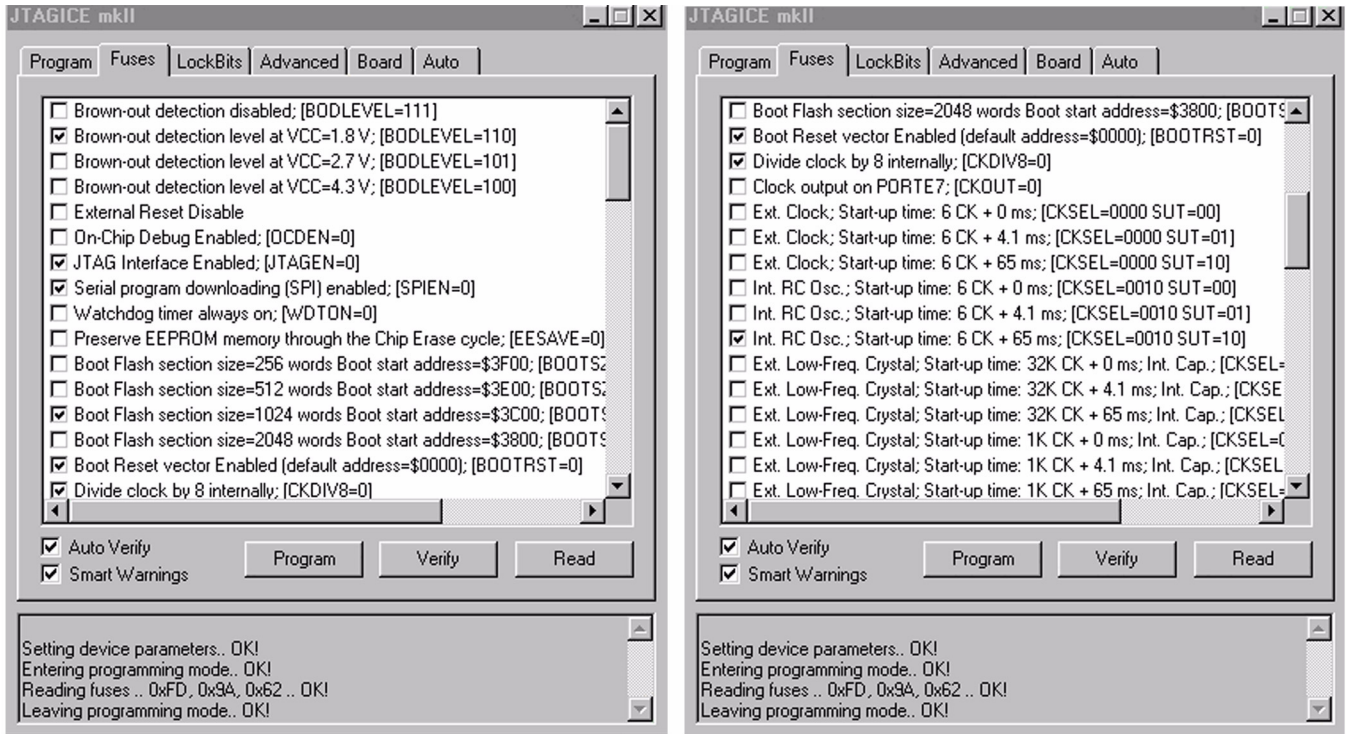 JTAGICE mkII
Program Fuses LockBits Advanced Board Auto
Brown-out detection disabled; [BODLEVEL=111]
Brown-out detection level at VCC=1.8 V; [BODLEVEL=110]
Brown-out detection level at VCC=2.7 V; [BODLEVEL=101]
Brown-out detection level at VCC=4.3 V; [BODLEVEL=100]
External Reset Disable
On-Chip Debug Enabled; [OCDEN=0]
JTAG Interface Enabled; [JTAGEN=0]
Serial program downloading (SPI) enabled; [SPIEN=0]
Watchdog timer always on; [WDTON=0]
Preserve EEPROM memory through the Chip Erase cycle; [EESAVE=0]
Boot Flash section size=256 words Boot start address=$3F00; [BOOTSZ
Boot Flash section size=512 words Boot start address=$3E00; [BOOTSZ
Boot Flash section size=1024 words Boot start address=$3C00; [BOOTS
Boot Flash section size=2048 words Boot start address=$3800; [BOOTS
Boot Reset vector Enabled (default address=$0000); [BOOTRST=0]
Divide clock by 8 internally; [CKDIV8=0]
Auto Verify
Smart Warnings
Program Verify Read
Setting device parameters.. OK!
Entering programming mode.. OK!
Reading fuses .. 0xFD, 0x9A, 0x62 .. OK!
Leaving programming mode.. OK!
JTAGICE mkII
Program Fuses LockBits Advanced Board Auto
Boot Flash section size=2048 words Boot start address=$3800; [BOOTS
Boot Reset vector Enabled (default address=$0000); [BOOTRST=0]
Divide clock by 8 internally; [CKDIV8=0]
Clock output on PORTE7; [CKOUT=0]
Ext. Clock; Start-up time: 6 CK + 0 ms; [CKSEL=0000 SUT=00]
Ext. Clock; Start-up time: 6 CK + 4.1 ms; [CKSEL=0000 SUT=01]
Ext. Clock; Start-up time: 6 CK + 65 ms; [CKSEL=0000 SUT=10]
Int. RC Osc.; Start-up time: 6 CK + 0 ms; [CKSEL=0010 SUT=00]
Int. RC Osc.; Start-up time: 6 CK + 4.1 ms; [CKSEL=0010 SUT=01]
Int. RC Osc.; Start-up time: 6 CK + 65 ms; [CKSEL=0010 SUT=10]
Ext. Low-Freq. Crystal; Start-up time: 32K CK + 0 ms; Int. Cap.; [CKSEL=
Ext. Low-Freq. Crystal; Start-up time: 32K CK + 4.1 ms; Int. Cap.; [CKSE
Ext. Low-Freq. Crystal; Start-up time: 32K CK + 65 ms; Int. Cap.; [CKSEL
Ext. Low-Freq. Crystal; Start-up time: 1K CK + 0 ms; Int. Cap.; [CKSEL=0
Ext. Low-Freq. Crystal; Start-up time: 1K CK + 4.1 ms; Int. Cap.; [CKSEL
Ext. Low-Freq. Crystal; Start-up time: 1K CK + 65 ms; Int. Cap.; [CKSEL=
Auto Verify
Smart Warnings
Program Verify Read
Setting device parameters.. OK!
Entering programming mode.. OK!
Reading fuses .. 0xFD, 0x9A, 0x62 .. OK!
Leaving programming mode.. OK!